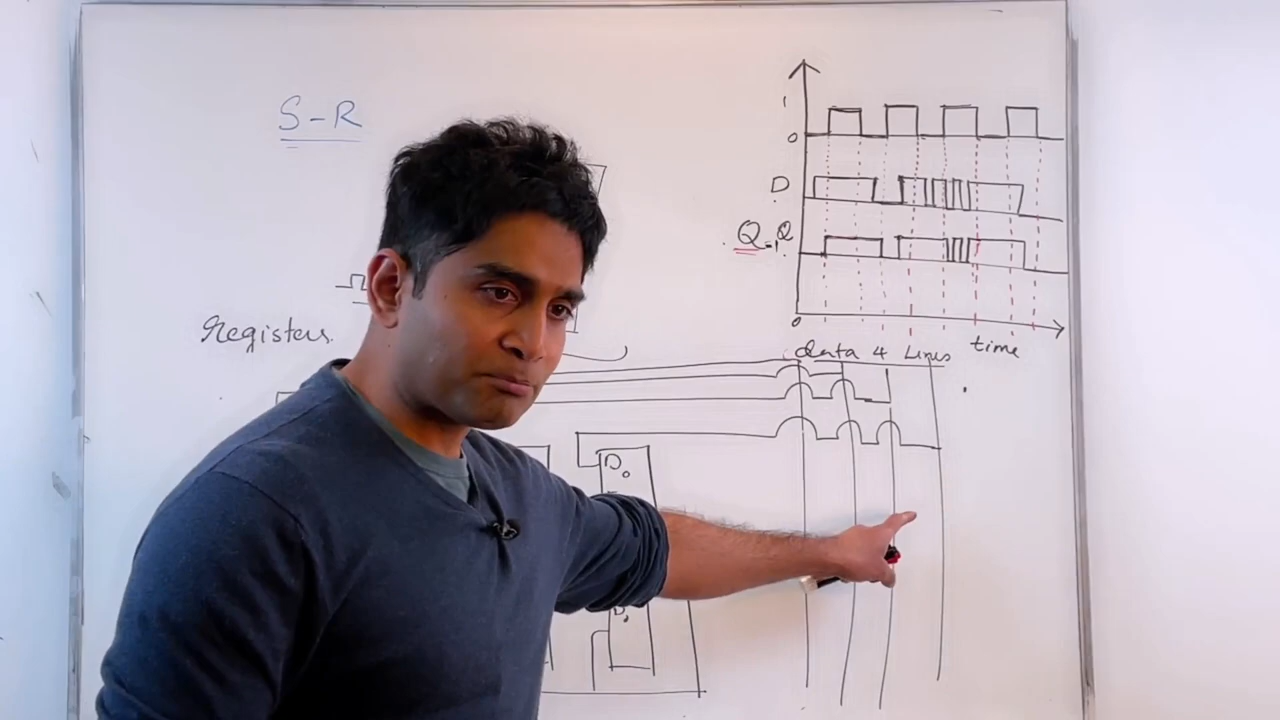 S-R
1
0
D
Q Q
Registers.
0
time
data 4 Lines
D₀